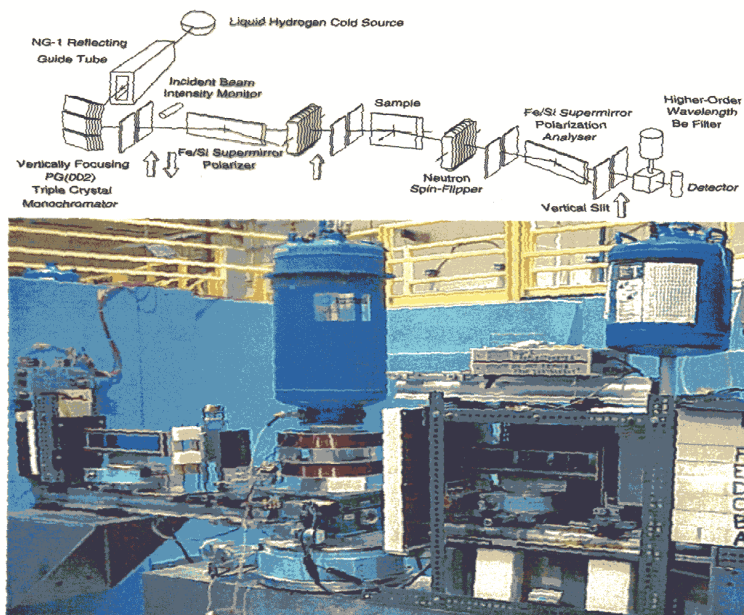 Liquid Hydrogen Cold Source
NG-1 Reflecting
Guide Tube
Incident Beam
Intensity Monitor
Sample
Fe/Si Supermirror
Polarization
Analyser
Higher-Order
Wavelength
Be Filter
Vertically Focusing
PG(002)
Triple Crystal
Monochromator
Fe/Si Supermirror
Polarizer
Neutron
Spin-Flipper
Vertical Slit
Detector
F
E
D
C
B
A